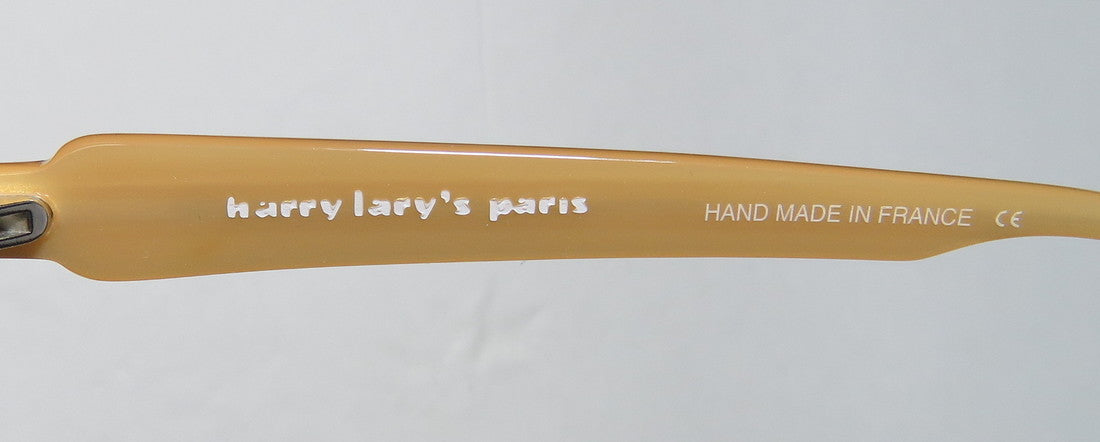 harry lary's paris
HAND MADE IN FRANCE CE